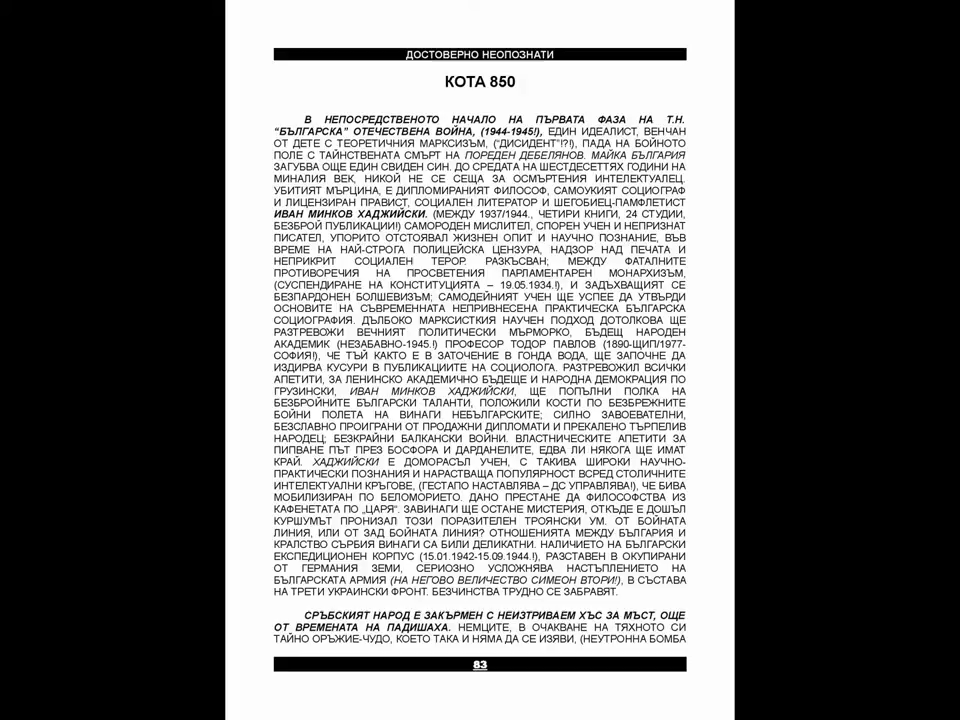 ДОСТОВЕРНО НЕОПОЗНАТИ
КОТА 850
В НЕПОСРЕДСТВЕНОТО НАЧАЛО НА ПЪРВАТА ФАЗА НА Т.Н.
“БЪЛГАРСКА” ОТЕЧЕСТВЕНА ВОЙНА, (1944-1945!), ЕДИН ИДЕАЛИСТ, ВЕНЧАН
ОТ ДЕТЕ С ТЕОРЕТИЧНИЯ МАРКСИЗЪМ, (“ДИСИДЕНТ”!?!), ПАДА НА БОЙНОТО
ПОЛЕ С ТАЙНСТВЕНАТА СМЪРТ НА ПОРЕДЕН ДЕБЕЛЯНОВ. МАЙКА БЪЛГАРИЯ
ЗАГУБВА ОЩЕ ЕДИН СВИДЕН СИН. ДО СРЕДАТА НА ШЕСТДЕСЕТТЯХ ГОДИНИ НА
МИНАЛИЯ ВЕК, НИКОЙ НЕ СЕ СЕЩА ЗА ОСМЪРТЕНИЯ ИНТЕЛЕКТУАЛЕЦ.
УБИТИЯТ МЪРЦИНА, Е ДИПЛОМИРАНИЯТ ФИЛОСОФ, САМОУКИЯТ СОЦИОГРАФ
И ЛИЦЕНЗИРАН ПРАВИСТ, СОЦИАЛЕН ЛИТЕРАТОР И ШЕГОБИЕЦ-ПАМФЛЕТИСТ
ИВАН МИНКОВ ХАДЖИЙСКИ. (МЕЖДУ 1937/1944., ЧЕТИРИ КНИГИ, 24 СТУДИИ,
БЕЗБРОЙ ПУБЛИКАЦИИ!) САМОРОДЕН МИСЛИТЕЛ, СПОРЕН УЧЕН И НЕПРИЗНАТ
ПИСАТЕЛ, УПОРИТО ОТСТОЯВАЛ ЖИЗНЕН ОПИТ И НАУЧНО ПОЗНАНИЕ, ВЪВ
ВРЕМЕ НА НАЙ-СТРОГА ПОЛИЦЕЙСКА ЦЕНЗУРА, НАДЗОР НАД ПЕЧАТА И
НЕПРИКРИТ СОЦИАЛЕН ТЕРОР. РАЗКЪСВАН; МЕЖДУ ФАТАЛНИТЕ
ПРОТИВОРЕЧИЯ НА ПРОСВЕТЕНИЯ ПАРЛАМЕНТАРЕН МОНАРХИЗЪМ,
(СУСПЕНДИРАНЕ НА КОНСТИТУЦИЯТА – 19.05.1934.!), И ЗАДЪХВАЩИЯТ СЕ
БЕЗПАРДОНЕН БОЛШЕВИЗЪМ; САМОДЕЙНИЯТ УЧЕН ЩЕ УСПЕЕ ДА УТВЪРДИ
ОСНОВИТЕ НА СЪВРЕМЕННАТА НЕПРИВНЕСЕНА ПРАКТИЧЕСКА БЪЛГАРСКА
СОЦИОГРАФИЯ. ДЪЛБОКО МАРКСИСТКИЯ НАУЧЕН ПОДХОД ДОТОЛКОВА ЩЕ
РАЗТРЕВОЖИ ВЕЧНИЯТ ПОЛИТИЧЕСКИ МЪРМОРКО, БЪДЕЩ НАРОДЕН
АКАДЕМИК (НЕЗАБАВНО-1945.!) ПРОФЕСОР ТОДОР ПАВЛОВ (1890-ЩИП/1977-
СОФИЯ!), ЧЕ ТЪЙ КАКТО Е В ЗАТОЧЕНИЕ В ГОНДА ВОДА, ЩЕ ЗАПОЧНЕ ДА
ИЗДИРВА КУСУРИ В ПУБЛИКАЦИИТЕ НА СОЦИОЛОГА. РАЗТРЕВОЖИЛ ВСИЧКИ
АПЕТИТИ, ЗА ЛЕНИНСКО АКАДЕМИЧНО БЪДЕЩЕ И НАРОДНА ДЕМОКРАЦИЯ ПО
ГРУЗИНСКИ, ИВАН МИНКОВ ХАДЖИЙСКИ, ЩЕ ПОПЪЛНИ ПОЛКА НА
БЕЗБРОЙНИТЕ БЪЛГАРСКИ ТАЛАНТИ, ПОЛОЖИЛИ КОСТИ ПО БЕЗБРЕЖНИТЕ
БОЙНИ ПОЛЕТА НА ВИНАГИ НЕБЪЛГАРСКИТЕ; СИЛНО ЗАВОЕВАТЕЛНИ,
БЕЗСЛАВНО ПРОИГРАНИ ОТ ПРОДАЖНИ ДИПЛОМАТИ И ПРЕКАЛЕНО ТЪРПЕЛИВ
НАРОДЕЦ; БЕЗКРАЙНИ БАЛКАНСКИ ВОЙНИ. ВЛАСТНИЧЕСКИТЕ АПЕТИТИ ЗА
ПИПВАНЕ ПЪТ ПРЕЗ БОСФОРА И ДАРДАНЕЛИТЕ, ЕДВА ЛИ НЯКОГА ЩЕ ИМАТ
КРАЙ. ХАДЖИЙСКИ Е ДОМОРАСЪЛ УЧЕН, С ТАКИВА ШИРОКИ НАУЧНО-
ПРАКТИЧЕСКИ ПОЗНАНИЯ И НАРАСТВАЩА ПОПУЛЯРНОСТ ВСРЕД СТОЛИЧНИТЕ
ИНТЕЛЕКТУАЛНИ КРЪГОВЕ, (ГЕСТАПО НАСТАВЛЯВА – ДС УПРАВЛЯВА!), ЧЕ БИВА
МОБИЛИЗИРАН ПО БЕЛОМОРИЕТО. ДАНО ПРЕСТАНЕ ДА ФИЛОСОФСТВА ИЗ
КАФЕНЕТАТА ПО „ЦАРЯ“. ЗАВИНАГИ ЩЕ ОСТАНЕ МИСТЕРИЯ, ОТКЪДЕ Е ДОШЪЛ
КУРШУМЪТ ПРОНИЗАЛ ТОЗИ ПОРАЗИТЕЛЕН ТРОЯНСКИ УМ. ОТ БОЙНАТА
ЛИНИЯ, ИЛИ ОТ ЗАД БОЙНАТА ЛИНИЯ? ОТНОШЕНИЯТА МЕЖДУ БЪЛГАРИЯ И
КРАЛСТВО СЪРБИЯ ВИНАГИ СА БИЛИ ДЕЛИКАТНИ. НАЛИЧИЕТО НА БЪЛГАРСКИ
ЕКСПЕДИЦИОНЕН КОРПУС (15.01.1942-15.09.1944.!), РАЗСТАВЕН В ОКУПИРАНИ
ОТ ГЕРМАНИЯ ЗЕМИ, СЕРИОЗНО УСЛОЖНЯВА НАСТЪПЛЕНИЕТО НА
БЪЛГАРСКАТА АРМИЯ (НА НЕГОВО ВЕЛИЧЕСТВО СИМЕОН ВТОРИ!), В СЪСТАВА
НА ТРЕТИ УКРАИНСКИ ФРОНТ. БЕЗЧИНСТВА ТРУДНО СЕ ЗАБРАВЯТ.
СРЪБСКИЯТ НАРОД Е ЗАКЪРМЕН С НЕИЗТРИВАЕМ ХЪС ЗА МЪСТ, ОЩЕ
ОТ ВРЕМЕНАТА НА ПАДИШАХА. НЕМЦИТЕ, В ОЧАКВАНЕ НА ТЯХНОТО СИ
ТАЙНО ОРЪЖИЕ-ЧУДО, КОЕТО ТАКА И НЯМА ДА СЕ ИЗЯВИ, (НЕУТРОННА БОМБА
83